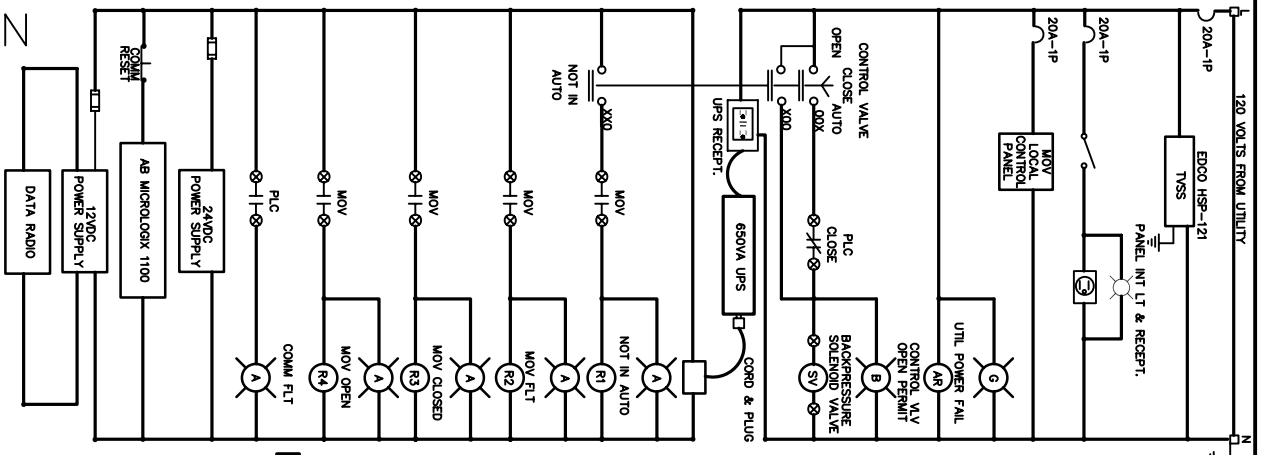 L
N
120 VOLTS FROM UTILITY
20A-1P
EDCO HSP-121
TVSS
20A-1P
PANEL INT LT & RECEPT.
20A-1P
MOV
LOCAL
CONTROL
PANEL
G
AR
UTIL POWER FAIL
CONTROL VALVE
OPEN CLOSE AUTO
OOX
XOO
PLC
CLOSE
B
CONTROL VLV
OPEN PERMIT
SV
BACKPRESSURE
SOLENOID VALVE
UPS RECEPT.
650VA UPS
CORD & PLUG
NOT IN
AUTO
XXO
MOV
A
R1
NOT IN AUTO
MOV
A
R2
MOV FLT
MOV
A
R3
MOV CLOSED
MOV
A
R4
MOV OPEN
PLC
A
COMM FLT
24VDC
POWER SUPPLY
COMM
RESET
AB MICROLOGIX 1100
12VDC
POWER SUPPLY
DATA RADIO
N